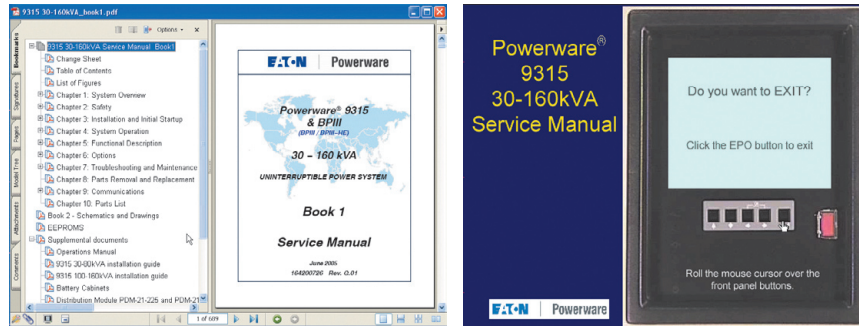 9315 30-160kVA_book1.pdf
Options
Bookmarks
Signatures
Pages
Model Tree
Attachments
Comments
9315 30-160kVA Service Manual Book1
Change Sheet
Table of Contents
List of Figures
Chapter 1: System Overview
Chapter 2: Safety
Chapter 3: Installation and Initial Startup
Chapter 4: System Operation
Chapter 5: Functional Description
Chapter 6: Options
Chapter 7: Troubleshooting and Maintenance
Chapter 8: Parts Removal and Replacement
Chapter 9: Communications
Chapter 10: Parts List
Book 2 - Schematics and Drawings
EEPROMS
Supplemental documents
Operations Manual
9315 30-80kVA installation guide
9315 100-160kVA installation guide
Battery Cabinets
Distribution Module PDM-21-225 and PDM-21
1 of 609
EATON Powerware
Powerware® 9315
& BPIII
(BPIII / BPIII-HE)
30 – 160 kVA
UNINTERRUPTIBLE POWER SYSTEM
Book 1
Service Manual
June 2005
164200726 Rev. G.01
Powerware®
9315
30-160kVA
Service Manual
EATON Powerware
Do you want to EXIT?
Click the EPO button to exit
Roll the mouse cursor over the
front panel buttons.